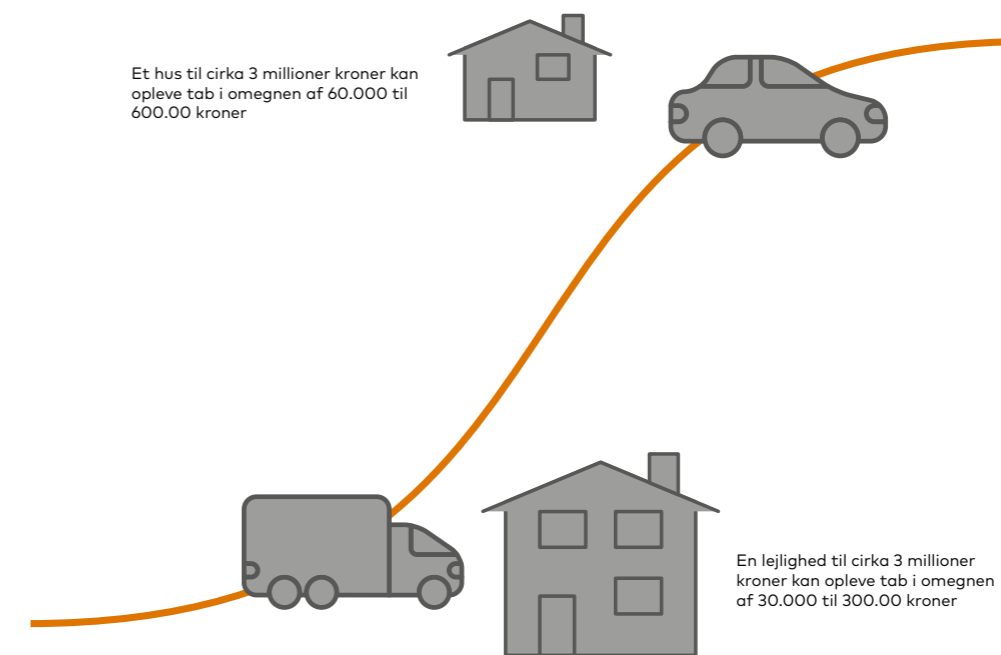 Et hus til cirka 3 millioner kroner kan
opleve tab i omegnen af 60.000 til
600.00 kroner
En lejlighed til cirka 3 millioner
kroner kan opleve tab i omegnen
af 30.000 til 300.00 kroner